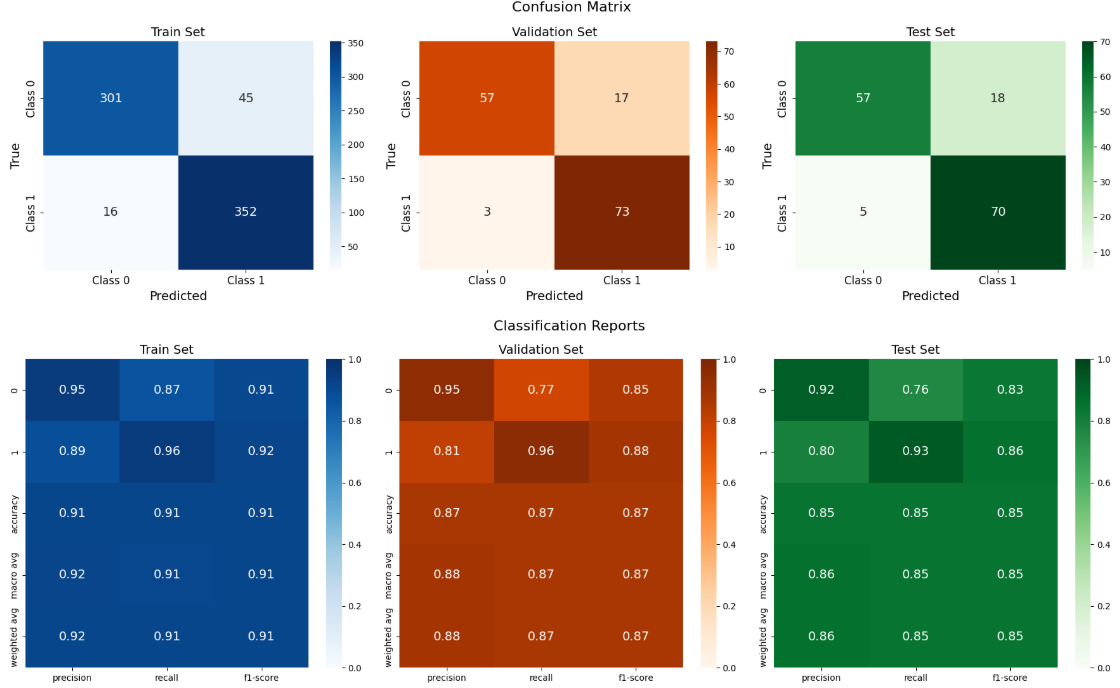 Confusion Matrix
Train Set
Validation Set
Test Set
True
Class 0
Class 1
301
45
16
352
Class 0
Class 1
Predicted
350
300
250
200
150
100
50
Class 0
Class 1
True
57
17
3
73
Class 0
Class 1
Predicted
70
60
50
40
30
20
10
Class 0
Class 1
True
57
18
5
70
Class 0
Class 1
Predicted
70
60
50
40
30
20
10
Classification Reports
Train Set
0
0.95 0.87 0.91
1
0.89 0.96 0.92
accuracy
0.91 0.91 0.91
macro avg
0.92 0.91 0.91
weighted avg
0.92 0.91 0.91
precision recall f1-score
1.0
0.8
0.6
0.4
0.2
0.0
Validation Set
0
0.95 0.77 0.85
1
0.81 0.96 0.88
accuracy
0.87 0.87 0.87
macro avg
0.88 0.87 0.87
weighted avg
0.88 0.87 0.87
precision recall f1-score
1.0
0.8
0.6
0.4
0.2
0.0
Test Set
0
0.92 0.76 0.83
1
0.80 0.93 0.86
accuracy
0.85 0.85 0.85
macro avg
0.86 0.85 0.85
weighted avg
0.86 0.85 0.85
precision recall f1-score
1.0
0.8
0.6
0.4
0.2
0.0